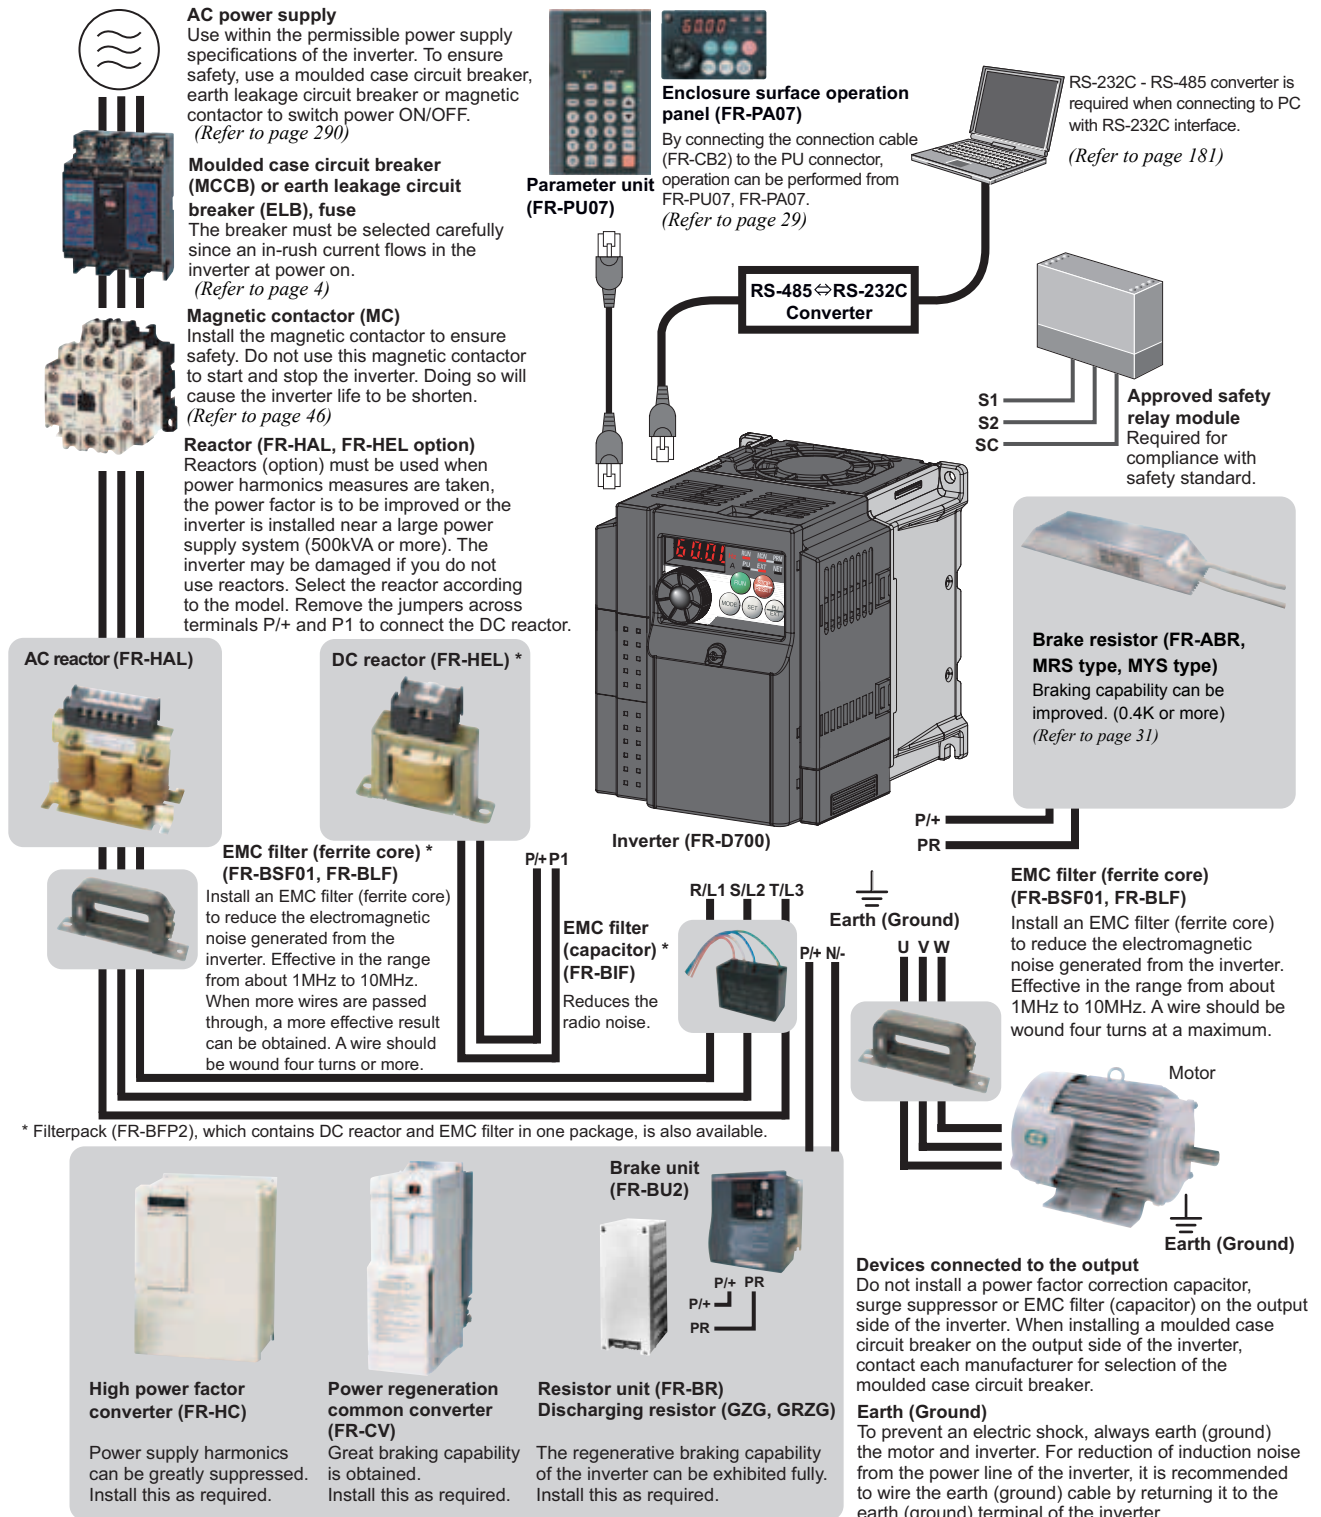 AC power supply
Use within the permissible power supply
specifications of the inverter. To ensure
safety, use a moulded case circuit breaker,
earth leakage circuit breaker or magnetic
contactor to switch power ON/OFF.
(Refer to page 290)
Moulded case circuit breaker
(MCCB) or earth leakage circuit
breaker (ELB), fuse
The breaker must be selected carefully
since an in-rush current flows in the
inverter at power on.
(Refer to page 4)
Magnetic contactor (MC)
Install the magnetic contactor to ensure
safety. Do not use this magnetic contactor
to start and stop the inverter. Doing so will
cause the inverter life to be shorten.
(Refer to page 46)
Reactor (FR-HAL, FR-HEL option)
Reactors (option) must be used when
power harmonics measures are taken,
the power factor is to be improved or the
inverter is installed near a large power
supply system (500kVA or more). The
inverter may be damaged if you do not
use reactors. Select the reactor according
to the model. Remove the jumpers across
terminals P/+ and P1 to connect the DC reactor.
Parameter unit
(FR-PU07)
60.00
Enclosure surface operation
panel (FR-PA07)
By connecting the connection cable
(FR-CB2) to the PU connector,
operation can be performed from
FR-PU07, FR-PA07.
(Refer to page 29)
RS-232C - RS-485 converter is
required when connecting to PC
with RS-232C interface.
(Refer to page 181)
RS-485⇔RS-232C
Converter
S1
S2
SC
Approved safety
relay module
Required for
compliance with
safety standard.
60.00
RUN MON PRM
A PU EXT NET
RUN
STOP
RESET
MODE
SET
PU
EXT
Inverter (FR-D700)
Brake resistor (FR-ABR,
MRS type, MYS type)
Braking capability can be
improved. (0.4K or more)
(Refer to page 31)
P/+
PR
AC reactor (FR-HAL)
DC reactor (FR-HEL) *
EMC filter (ferrite core) *
(FR-BSF01, FR-BLF)
Install an EMC filter (ferrite core)
to reduce the electromagnetic
noise generated from the
inverter. Effective in the range
from about 1MHz to 10MHz.
When more wires are passed
through, a more effective result
can be obtained. A wire should
be wound four turns or more.
P/+ P1
EMC filter
(capacitor) *
(FR-BIF)
Reduces the
radio noise.
R/L1 S/L2 T/L3
P/+ N/-
Earth (Ground)
U V W
EMC filter (ferrite core)
(FR-BSF01, FR-BLF)
Install an EMC filter (ferrite core)
to reduce the electromagnetic
noise generated from the inverter.
Effective in the range from about
1MHz to 10MHz. A wire should be
wound four turns at a maximum.
Motor
Earth (Ground)
* Filterpack (FR-BFP2), which contains DC reactor and EMC filter in one package, is also available.
High power factor
converter (FR-HC)
Power supply harmonics
can be greatly suppressed.
Install this as required.
Power regeneration
common converter
(FR-CV)
Great braking capability
is obtained.
Install this as required.
Brake unit
(FR-BU2)
P/+ PR
P/+
PR
Resistor unit (FR-BR)
Discharging resistor (GZG, GRZG)
The regenerative braking capability
of the inverter can be exhibited fully.
Install this as required.
Devices connected to the output
Do not install a power factor correction capacitor,
surge suppressor or EMC filter (capacitor) on the output
side of the inverter. When installing a moulded case
circuit breaker on the output side of the inverter,
contact each manufacturer for selection of the
moulded case circuit breaker.
Earth (Ground)
To prevent an electric shock, always earth (ground)
the motor and inverter. For reduction of induction noise
from the power line of the inverter, it is recommended
to wire the earth (ground) cable by returning it to the
earth (ground) terminal of the inverter